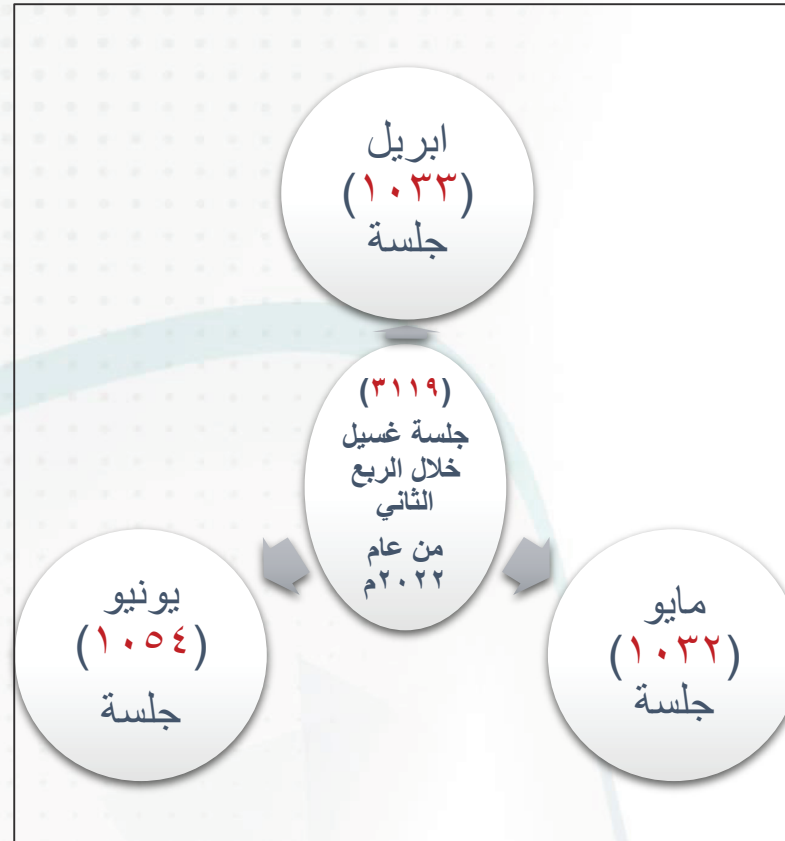 ابريل
(١٠٣٣)
جلسة
(٣١١٩)
جلسة غسيل
خلال الربع
الثاني
من عام
٢٠٢٢م
مايو
(١٠٣٢)
جلسة
يونيو
(١٠٥٤)
جلسة